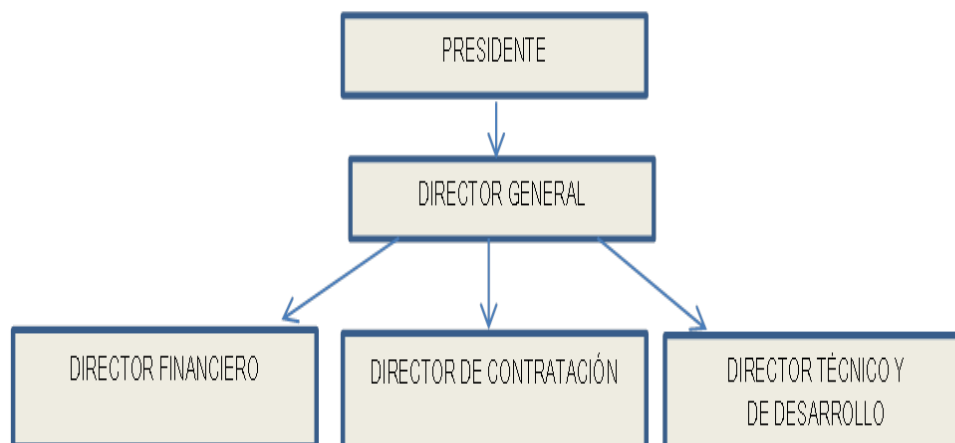 PRESIDENTE
DIRECTOR GENERAL
DIRECTOR FINANCIERO
DIRECTOR DE CONTRATACIÓN
DIRECTOR TÉCNICO Y
DE DESARROLLO